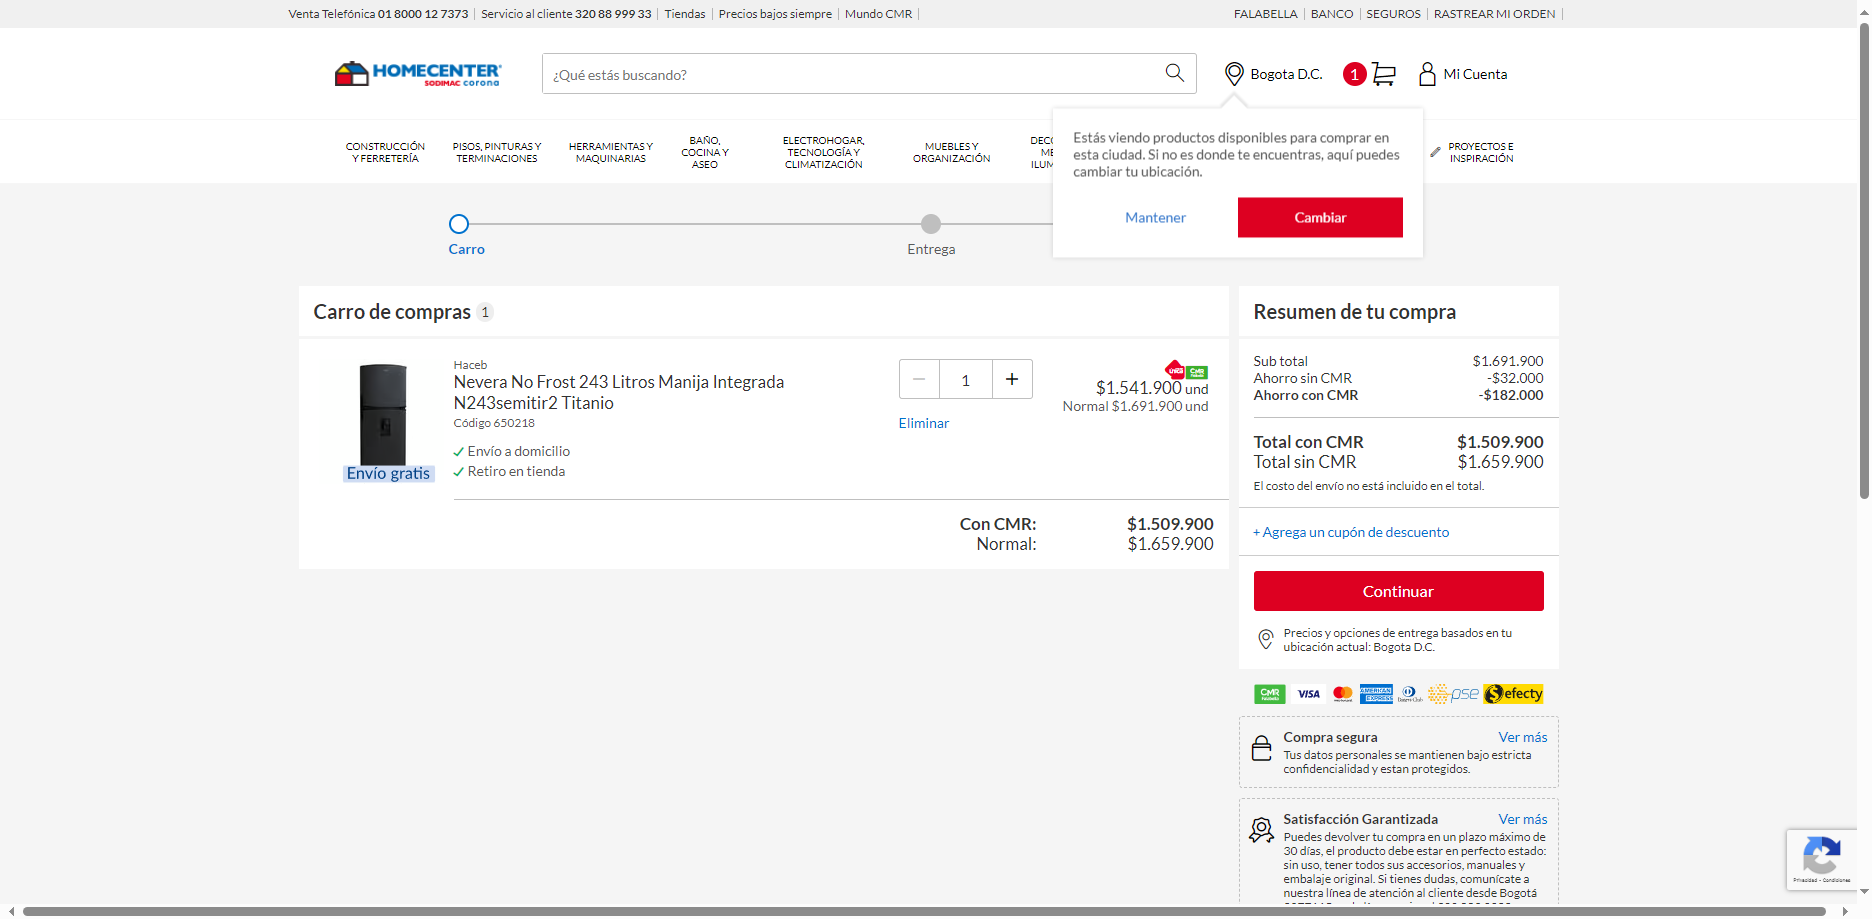 Venta Telefónica 01 8000 12 7373
Servicio al cliente 320 88 999 33
Tiendas
Precios bajos siempre
Mundo CMR
FALABELLA
BANCO
SEGUROS
RASTREAR MI ORDEN
HOMECENTER
SODIMAC corona
¿Qué estás buscando?
Bogota D.C.
1
Mi Cuenta
CONSTRUCCIÓN
Y FERRETERÍA
PISOS, PINTURAS Y
TERMINACIONES
HERRAMIENTAS Y
MAQUINARIAS
BAÑO,
COCINA Y
ASEO
ELECTROHOGAR,
TECNOLOGÍA Y
CLIMATIZACIÓN
MUEBLES Y
ORGANIZACIÓN
PROYECTOS E
INSPIRACIÓN
Estás viendo productos disponibles para comprar en
esta ciudad. Si no es donde te encuentras, aquí puedes
cambiar tu ubicación.
Mantener
Cambiar
Carro
Entrega
Carro de compras 1
Haceb
Nevera No Frost 243 Litros Manija Integrada
N243semitir2 Titanio
Código 650218
Envío a domicilio
Retiro en tienda
Envío gratis
1
Eliminar
CMR
$1.541.900 und
Normal $1.691.900 und
Con CMR: $1.509.900
Normal: $1.659.900
Resumen de tu compra
Sub total $1.691.900
Ahorro sin CMR -$32.000
Ahorro con CMR -$182.000
Total con CMR $1.509.900
Total sin CMR $1.659.900
El costo del envío no está incluido en el total.
+ Agrega un cupón de descuento
Continuar
Precios y opciones de entrega basados en tu
ubicación actual: Bogota D.C.
CMR
VISA
AMERICAN
EXPRESS
Diners Club
pse
efecty
Compra segura
Ver más
Tus datos personales se mantienen bajo estricta
confidencialidad y estan protegidos.
Satisfacción Garantizada
Ver más
Puedes devolver tu compra en un plazo máximo de
30 días, el producto debe estar en perfecto estado:
sin uso, tener todos sus accesorios, manuales y
embalaje original. Si tienes dudas, comunícate a
nuestra línea de atención al cliente desde Bogotá
Privacidad - Condiciones